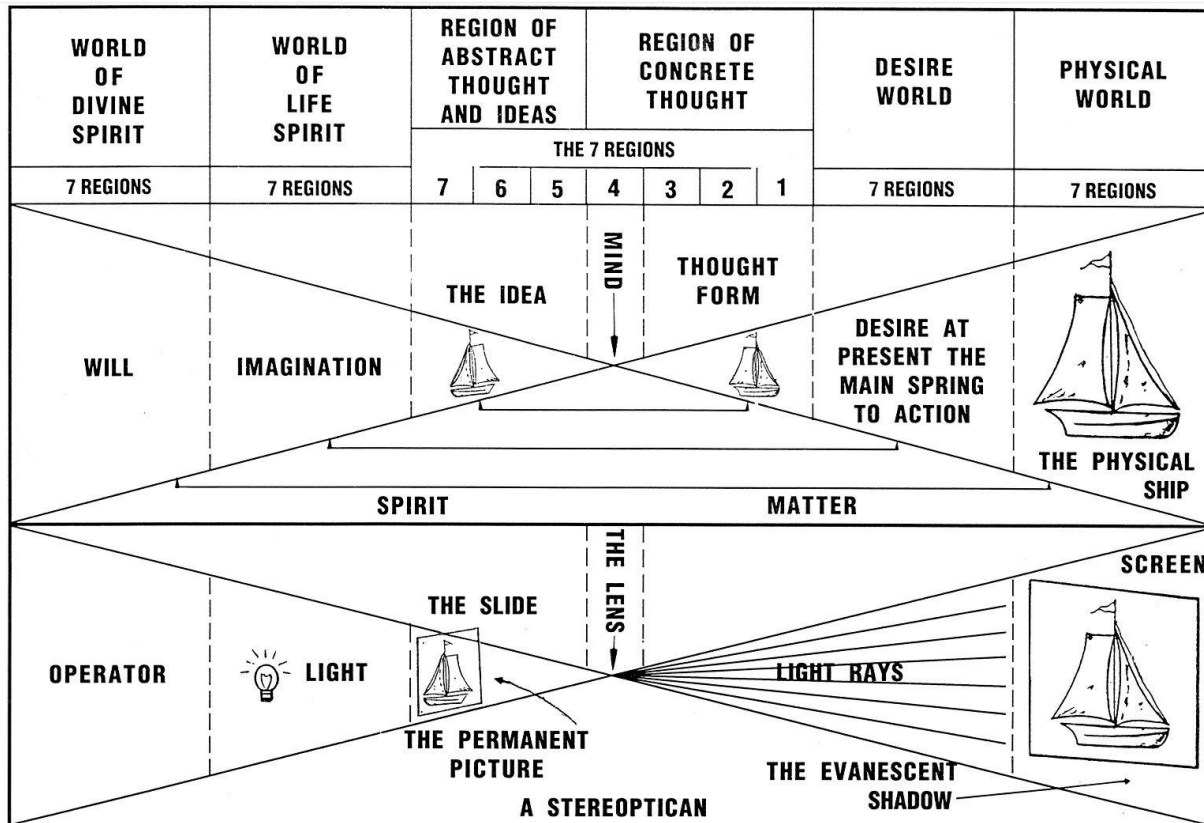 WORLD
OF
DIVINE
SPIRIT
WORLD
OF
LIFE
SPIRIT
REGION OF
ABSTRACT
THOUGHT
AND IDEAS
REGION OF
CONCRETE
THOUGHT
DESIRE
WORLD
PHYSICAL
WORLD
THE 7 REGIONS
7 REGIONS
7 REGIONS
7
6
5
4
3
2
1
7 REGIONS
7 REGIONS
MIND
THE IDEA
THOUGHT
FORM
WILL
IMAGINATION
DESIRE AT
PRESENT THE
MAIN SPRING
TO ACTION
THE PHYSICAL
SHIP
SPIRIT
MATTER
THE LENS
SCREEN
THE SLIDE
OPERATOR
LIGHT
LIGHT RAYS
THE PERMANENT
PICTURE
THE EVANESCENT
SHADOW
A STEREOPTICAN